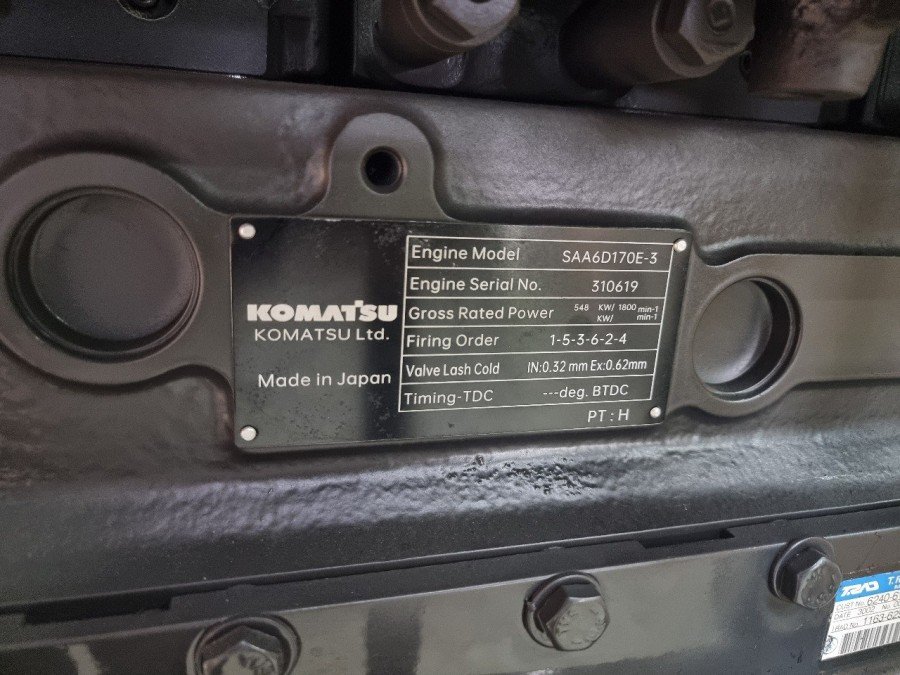 KOMATSU
KOMATSU Ltd.
Made in Japan
Engine Model SAA6D170E-3
Engine Serial No. 310619
Gross Rated Power 548 KW/ 1800 min-1
KW/ min-1
Firing Order 1-5-3-6-2-4
Valve Lash Cold IN:0.32 mm Ex:0.62mm
Timing-TDC ---deg. BTDC
PT : H
T.RAD
DATE